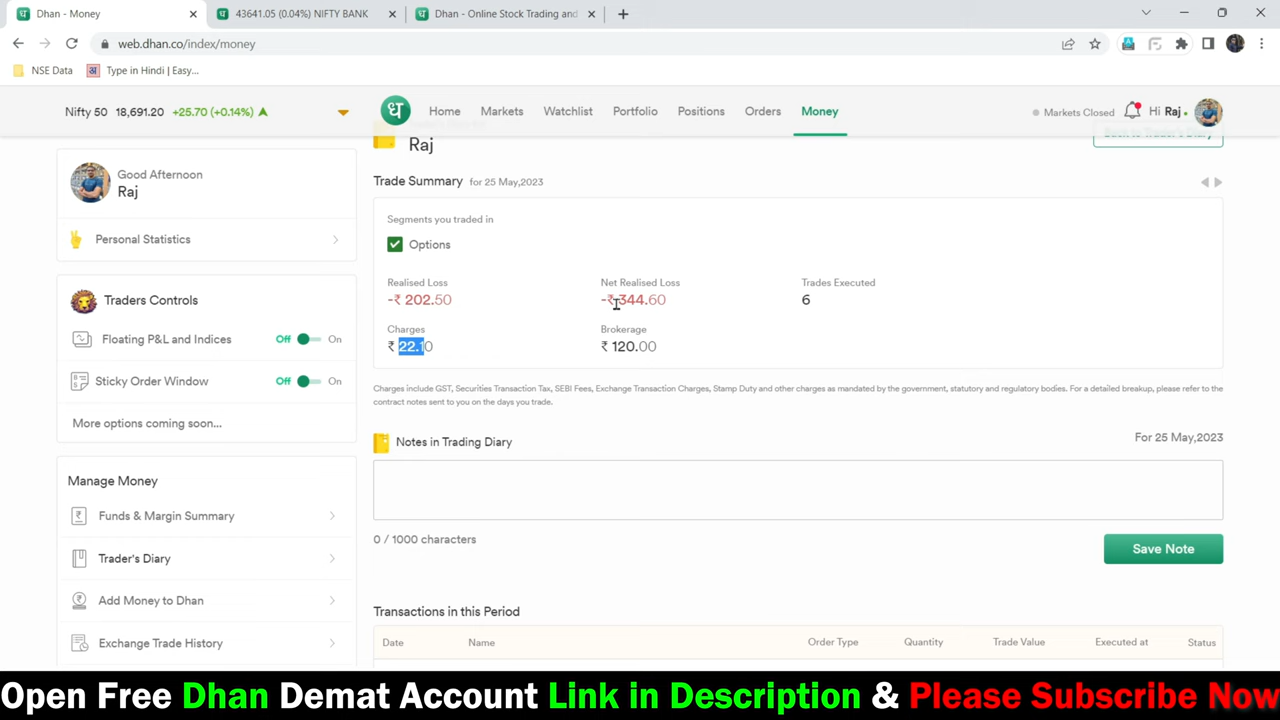 Dhan - Money
43641.05 (0.04%) NIFTY BANK
Dhan - Online Stock Trading and
web.dhan.co/index/money
NSE Data
Type in Hindi | Easy...
Nifty 50 18,691.20 +25.70 (+0.14%)
ध
Home
Markets
Watchlist
Portfolio
Positions
Orders
Money
Markets Closed
Hi Raj
Good Afternoon
Raj
Personal Statistics
Traders Controls
Floating P&L and Indices Off On
Sticky Order Window Off On
More options coming soon...
Manage Money
Funds & Margin Summary
Trader's Diary
Add Money to Dhan
Exchange Trade History
Raj
Back to Trader's Diary
Trade Summary for 25 May,2023
Segments you traded in
Options
Realised Loss Net Realised Loss Trades Executed
-₹ 202.50 -₹ 344.60 6
Charges Brokerage
₹ 22.10 ₹ 120.00
Charges include GST, Securities Transaction Tax, SEBI Fees, Exchange Transaction Charges, Stamp Duty and other charges as mandated by the government, statutory and regulatory bodies. For a detailed breakup, please refer to the
contract notes sent to you on the days you trade.
Notes in Trading Diary For 25 May,2023
0 / 1000 characters
Save Note
Transactions in this Period
Date Name Order Type Quantity Trade Value Executed at Status
Open Free Dhan Demat Account Link in Description & Please Subscribe Now